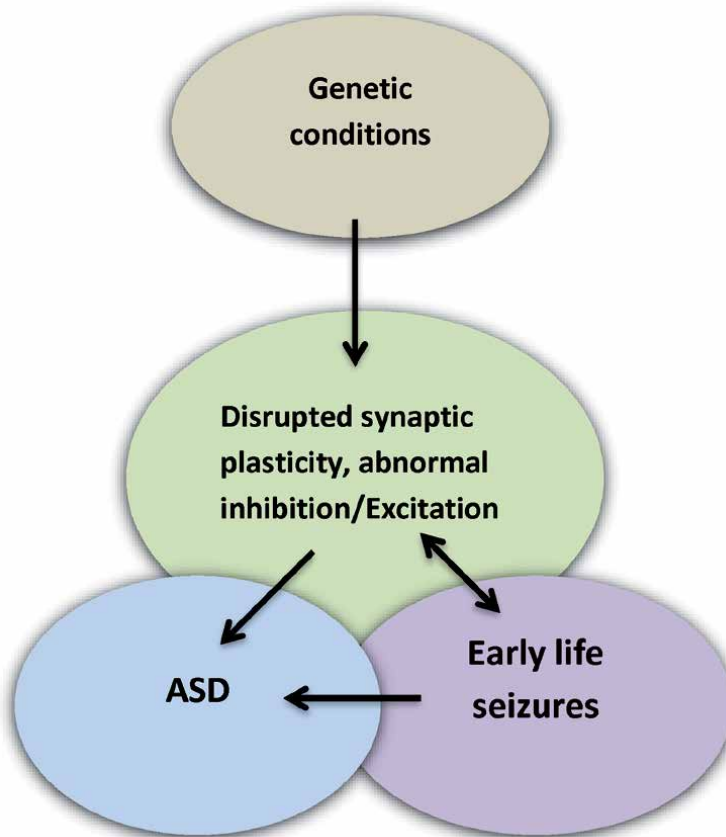 Genetic
conditions
Disrupted synaptic
plasticity, abnormal
inhibition/Excitation
ASD
Early life
seizures